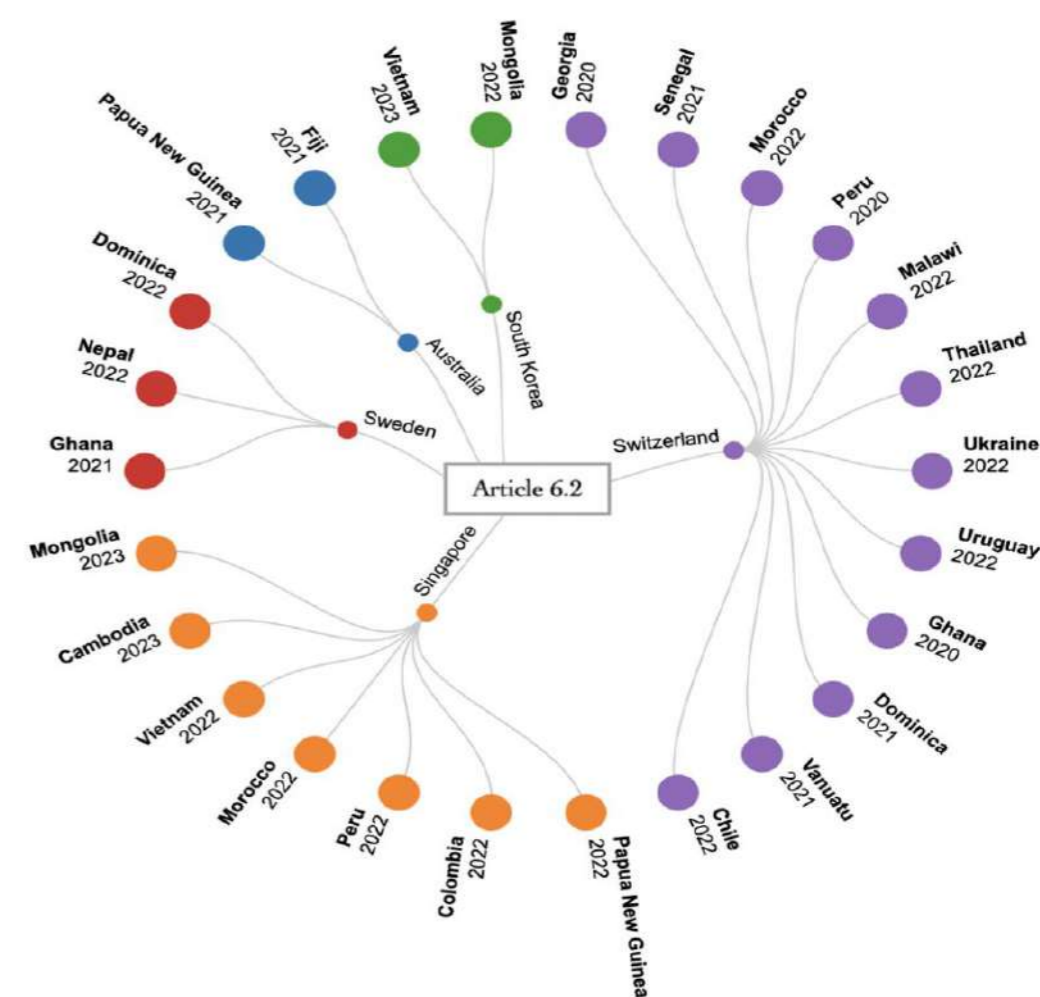 Article 6.2
Switzerland
Georgia
2020
Senegal
2021
Morocco
2022
Peru
2020
Malawi
2022
Thailand
2022
Ukraine
2022
Uruguay
2022
Ghana
2020
Dominica
2021
Vanuatu
2021
Chile
2022
Singapore
Papua New Guinea
2022
Colombia
2022
Peru
2022
Morocco
2022
Vietnam
2022
Cambodia
2023
Mongolia
2023
Sweden
Ghana
2021
Nepal
2022
Dominica
2022
Australia
Papua New Guinea
2021
Fiji
2021
South Korea
Vietnam
2023
Mongolia
2022